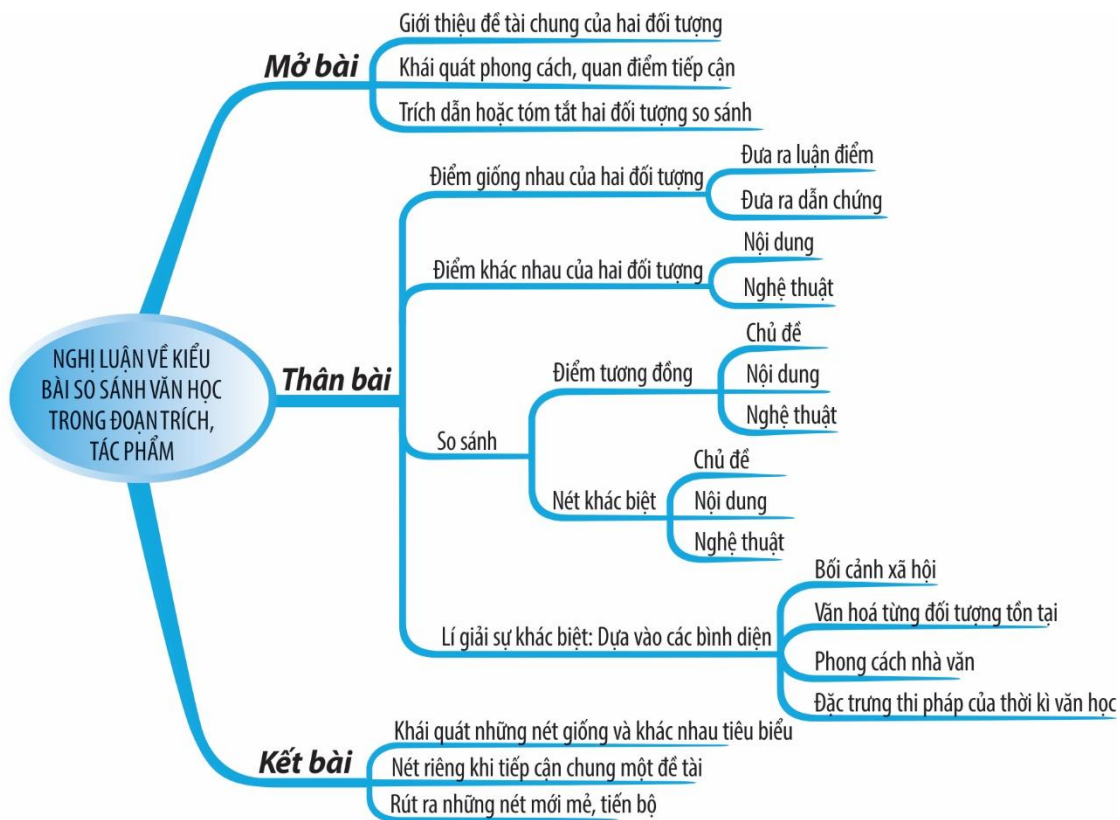 NGHỊ LUẬN VỀ KIỂU
BÀI SO SÁNH VĂN HỌC
TRONG ĐOẠN TRÍCH,
TÁC PHẨM
Mở bài
Giới thiệu đề tài chung của hai đối tượng
Khái quát phong cách, quan điểm tiếp cận
Trích dẫn hoặc tóm tắt hai đối tượng so sánh
Thân bài
Điểm giống nhau của hai đối tượng
Đưa ra luận điểm
Đưa ra dẫn chứng
Điểm khác nhau của hai đối tượng
Nội dung
Nghệ thuật
So sánh
Điểm tương đồng
Chủ đề
Nội dung
Nghệ thuật
Nét khác biệt
Chủ đề
Nội dung
Nghệ thuật
Lí giải sự khác biệt: Dựa vào các bình diện
Bối cảnh xã hội
Văn hoá từng đối tượng tồn tại
Phong cách nhà văn
Đặc trưng thi pháp của thời kì văn học
Kết bài
Khái quát những nét giống và khác nhau tiêu biểu
Nét riêng khi tiếp cận chung một đề tài
Rút ra những nét mới mẻ, tiến bộ